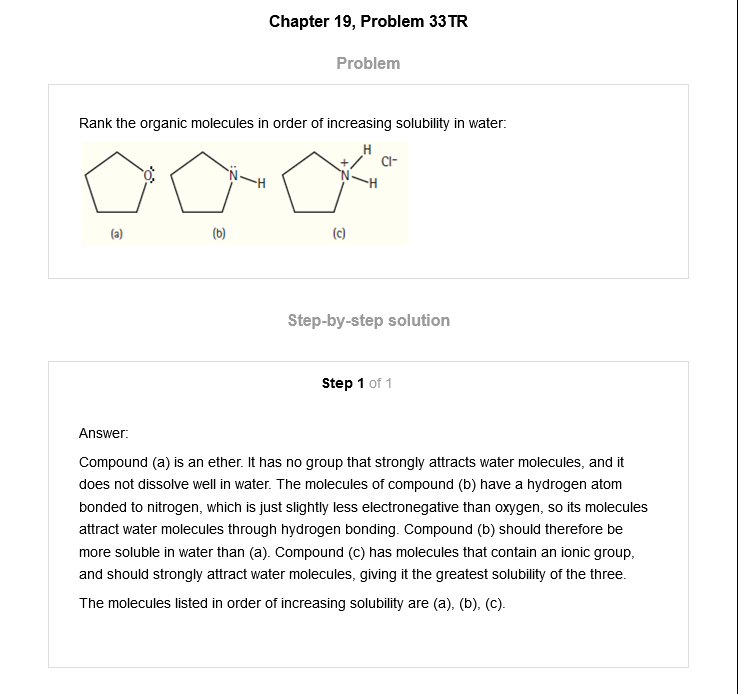 Chapter 19, Problem 33TR
Problem
Rank the organic molecules in order of increasing solubility in water:
O N H + N H H Cl-
(a) (b) (c)
Step-by-step solution
Step 1 of 1
Answer:
Compound (a) is an ether. It has no group that strongly attracts water molecules, and it
does not dissolve well in water. The molecules of compound (b) have a hydrogen atom
bonded to nitrogen, which is just slightly less electronegative than oxygen, so its molecules
attract water molecules through hydrogen bonding. Compound (b) should therefore be
more soluble in water than (a). Compound (c) has molecules that contain an ionic group,
and should strongly attract water molecules, giving it the greatest solubility of the three.
The molecules listed in order of increasing solubility are (a), (b), (c).